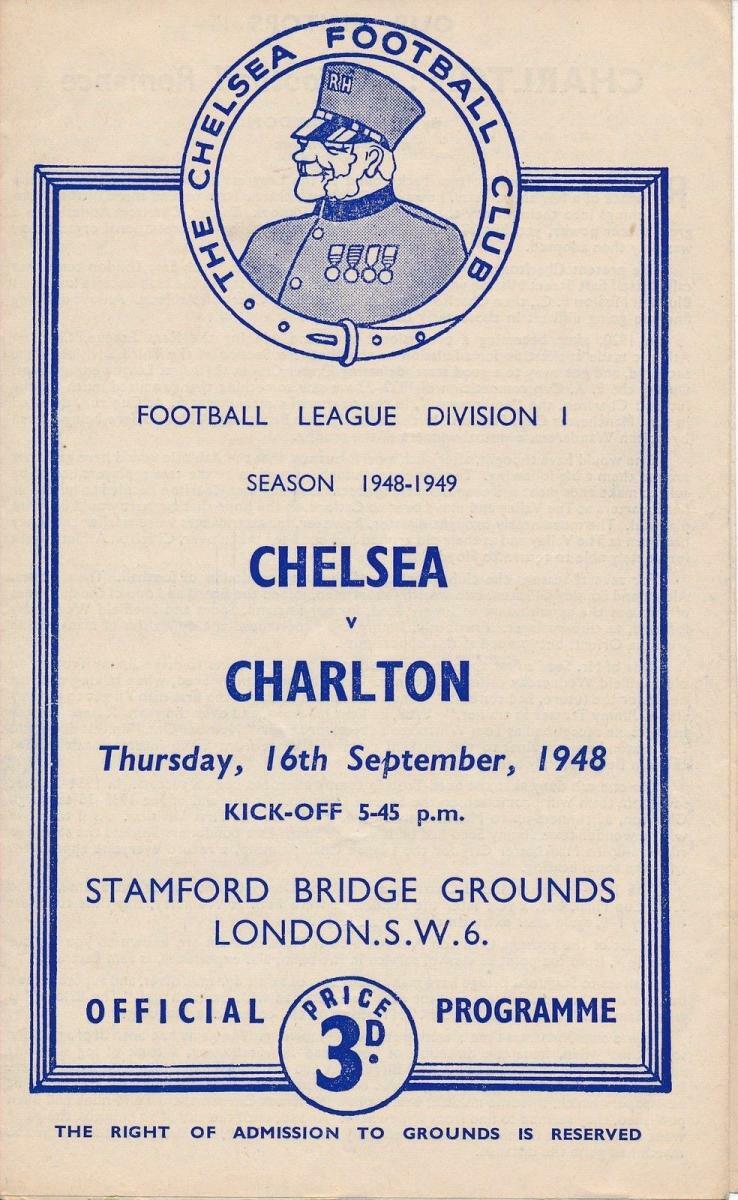 THE CHELSEA FOOTBALL CLUB
RH
FOOTBALL LEAGUE DIVISION I
SEASON 1948-1949
CHELSEA
v
CHARLTON
Thursday, 16th September, 1948
KICK-OFF 5-45 p.m.
STAMFORD BRIDGE GROUNDS
LONDON.S.W.6.
OFFICIAL PRICE 3D. PROGRAMME
THE RIGHT OF ADMISSION TO GROUNDS IS RESERVED